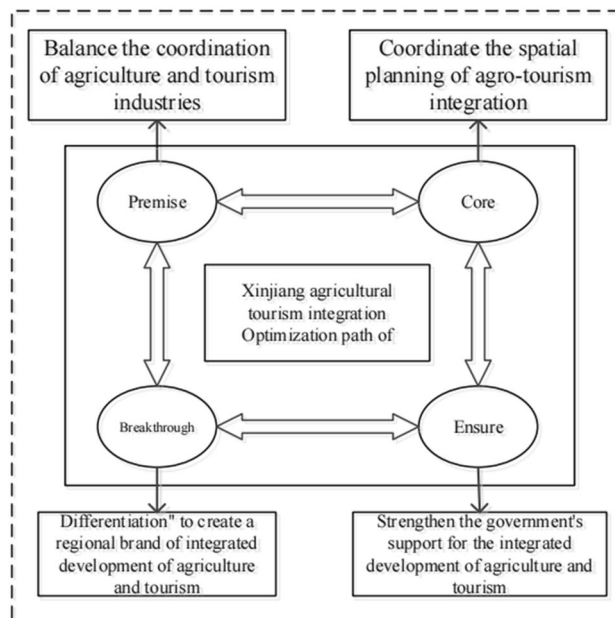 Balance the coordination
of agriculture and tourism
industries
Coordinate the spatial
planning of agro-tourism
integration
Premise
Core
Xinjiang agricultural
tourism integration
Optimization path of
Breakthrough
Ensure
Differentiation" to create a
regional brand of integrated
development of agriculture
and tourism
Strengthen the government's
support for the integrated
development of agriculture and
tourism